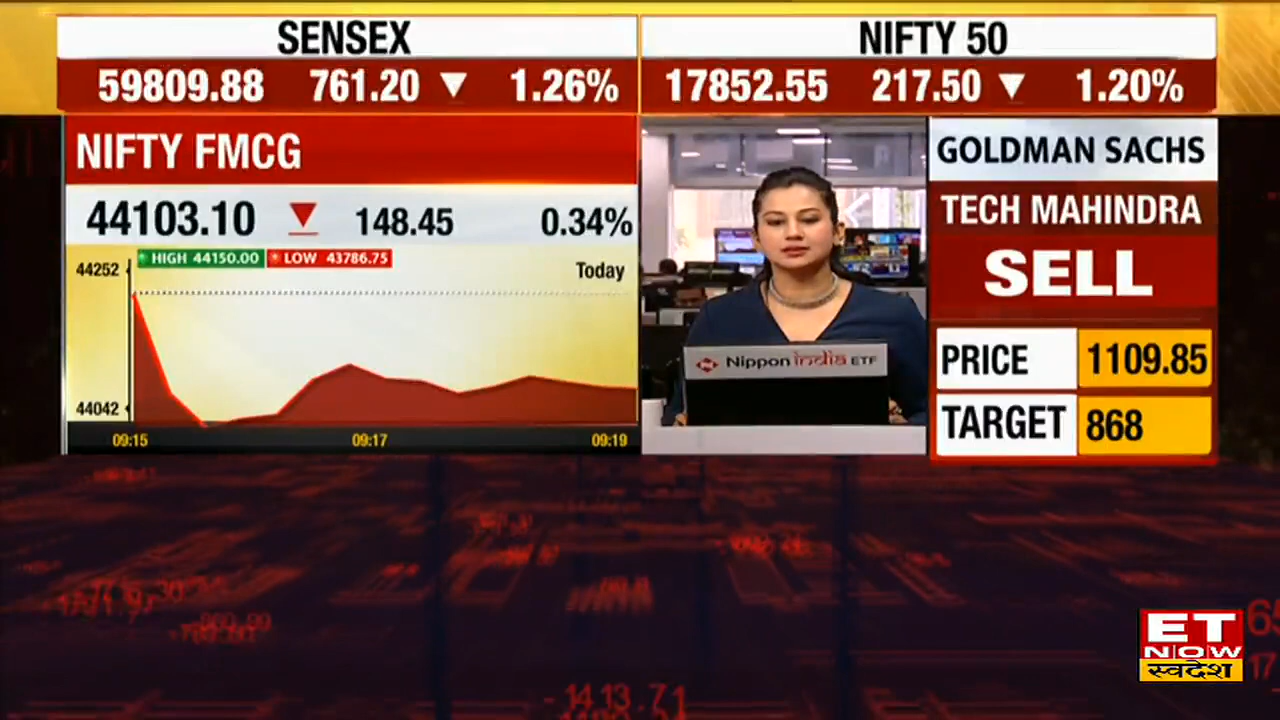 SENSEX
59809.88 761.20 ▼ 1.26%
NIFTY 50
17852.55 217.50 ▼ 1.20%
NIFTY FMCG
44103.10 ▼ 148.45 0.34%
HIGH 44150.00 LOW 43786.75
44252
Today
44042
09:15 09:17 09:19
Nippon india ETF
GOLDMAN SACHS
TECH MAHINDRA
SELL
PRICE 1109.85
TARGET 868
ET
NOW
स्वदेश
-1413.71